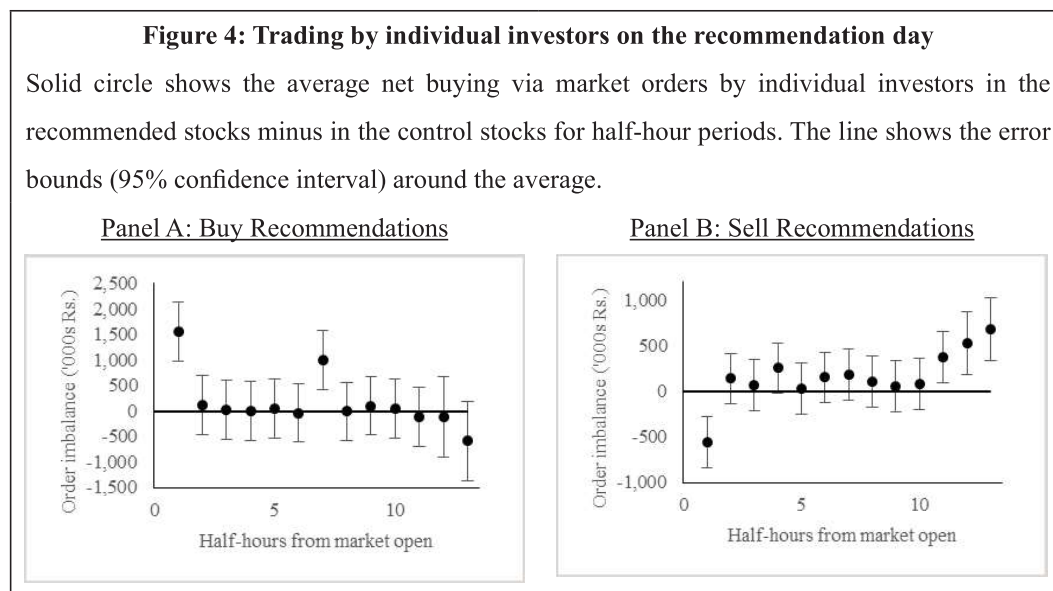 Figure 4: Trading by individual investors on the recommendation day
Solid circle shows the average net buying via market orders by individual investors in the
recommended stocks minus in the control stocks for half-hour periods. The line shows the error
bounds (95% confidence interval) around the average.
Panel A: Buy Recommendations
Order imbalance ('000s Rs.)
2,500
2,000
1,500
1,000
500
0
-500
-1,000
-1,500
0 5 10
Half-hours from market open
Panel B: Sell Recommendations
Order imbalance ('000s Rs.)
1,000
500
0
-500
-1,000
0 5 10
Half-hours from market open